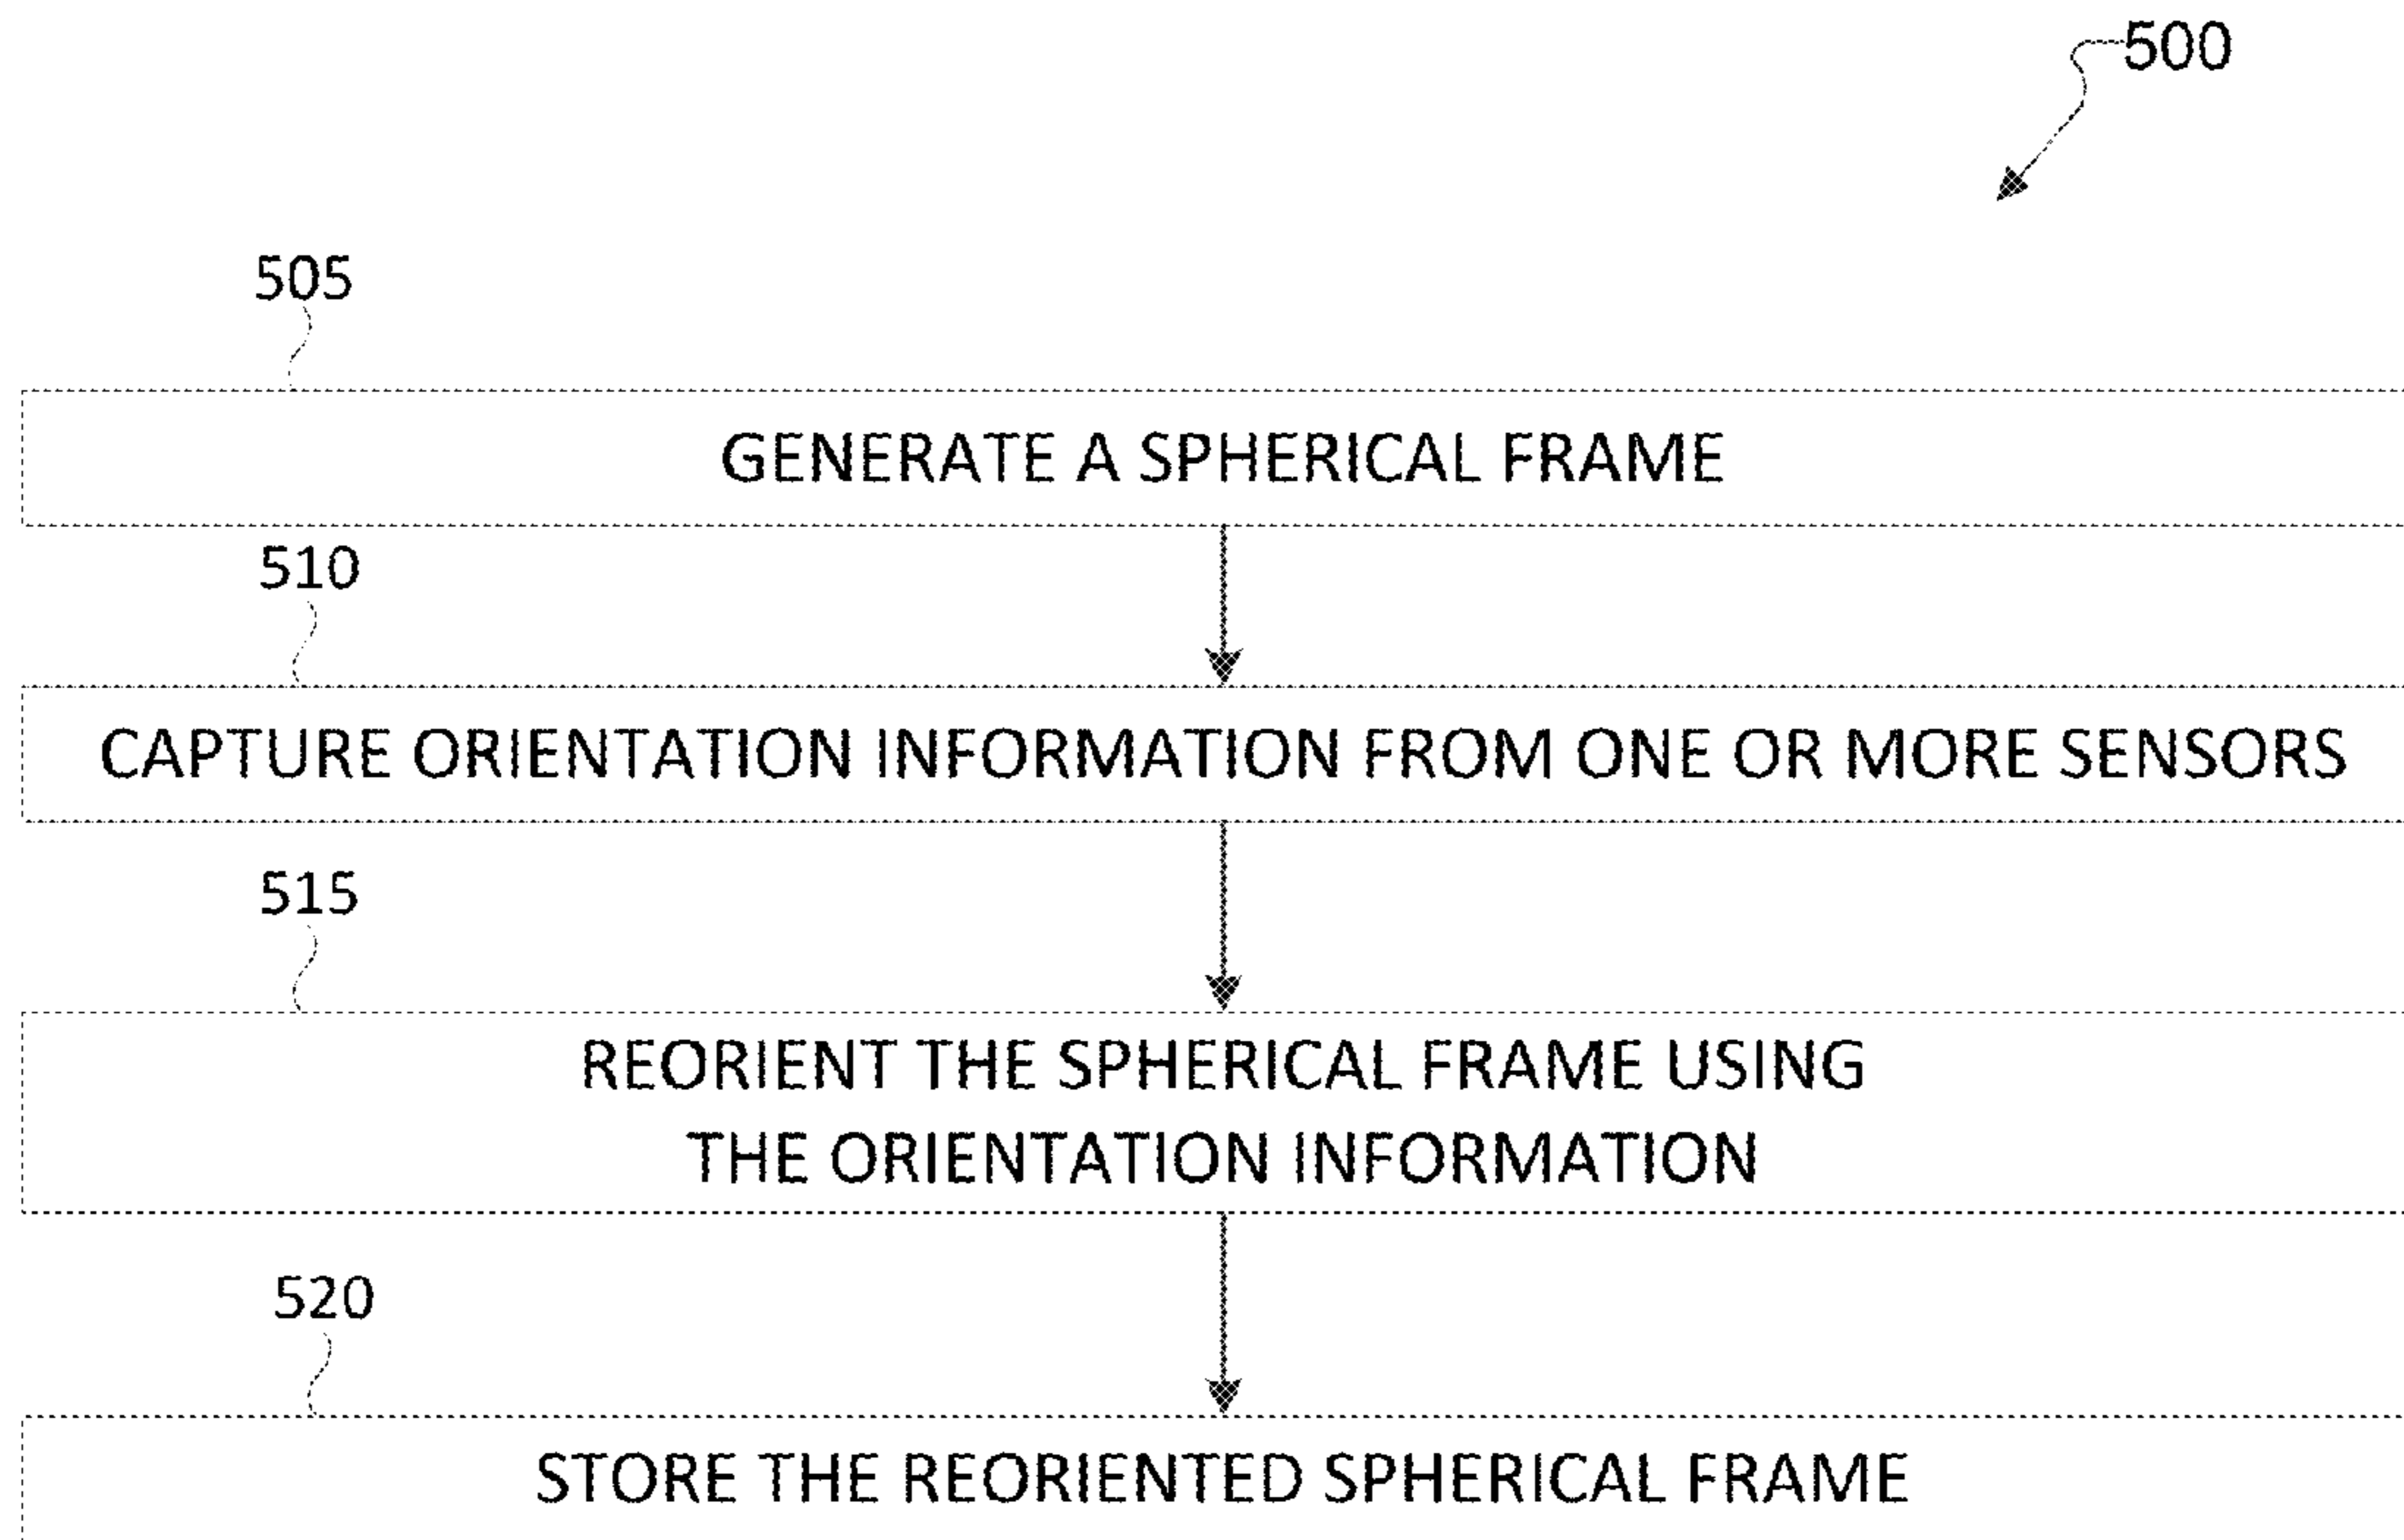 500
505
GENERATE A SPHERICAL FRAME
510
CAPTURE ORIENTATION INFORMATION FROM ONE OR MORE SENSORS
515
REORIENT THE SPHERICAL FRAME USING
THE ORIENTATION INFORMATION
520
STORE THE REORIENTED SPHERICAL FRAME